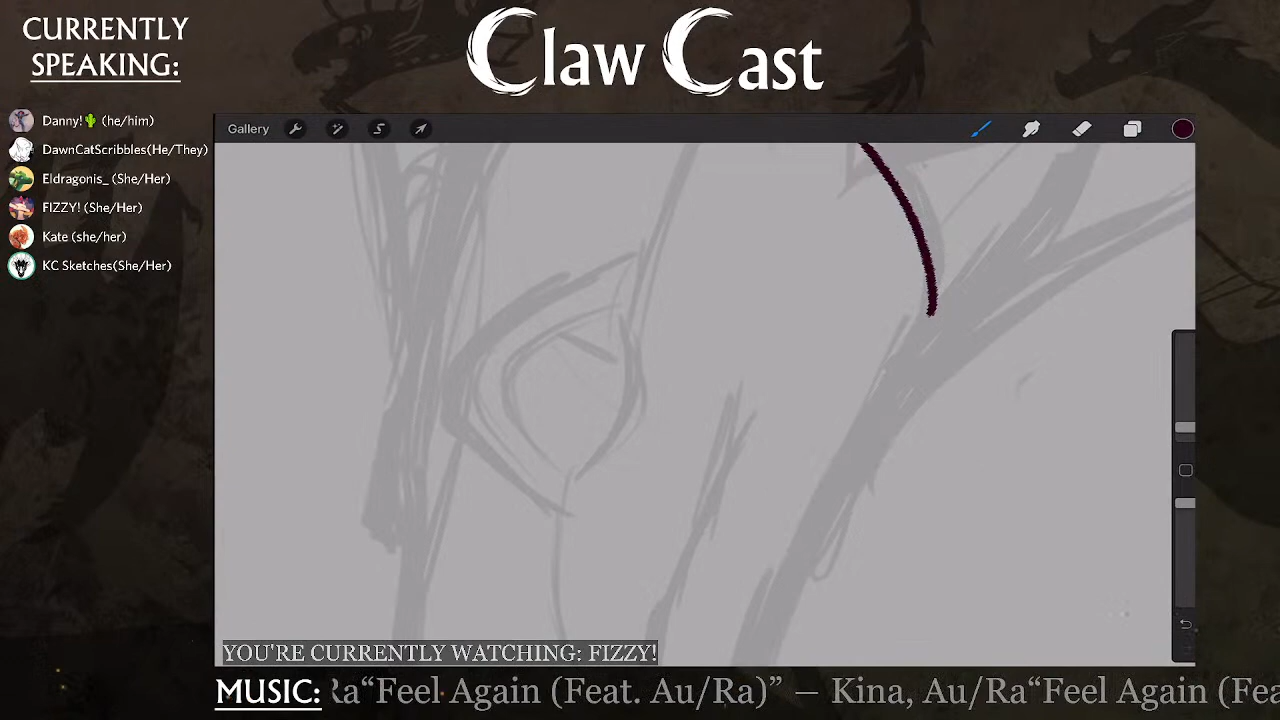 CURRENTLY
SPEAKING:
Claw Cast
Danny!🌵 (he/him)
DawnCatScribbles(He/They)
Eldragonis_ (She/Her)
FIZZY! (She/Her)
Kate (she/her)
KC Sketches(She/Her)
Gallery
YOU'RE CURRENTLY WATCHING: FIZZY!
MUSIC: Ra“Feel Again (Feat. Au/Ra)” — Kina, Au/Ra“Feel Again (Fea